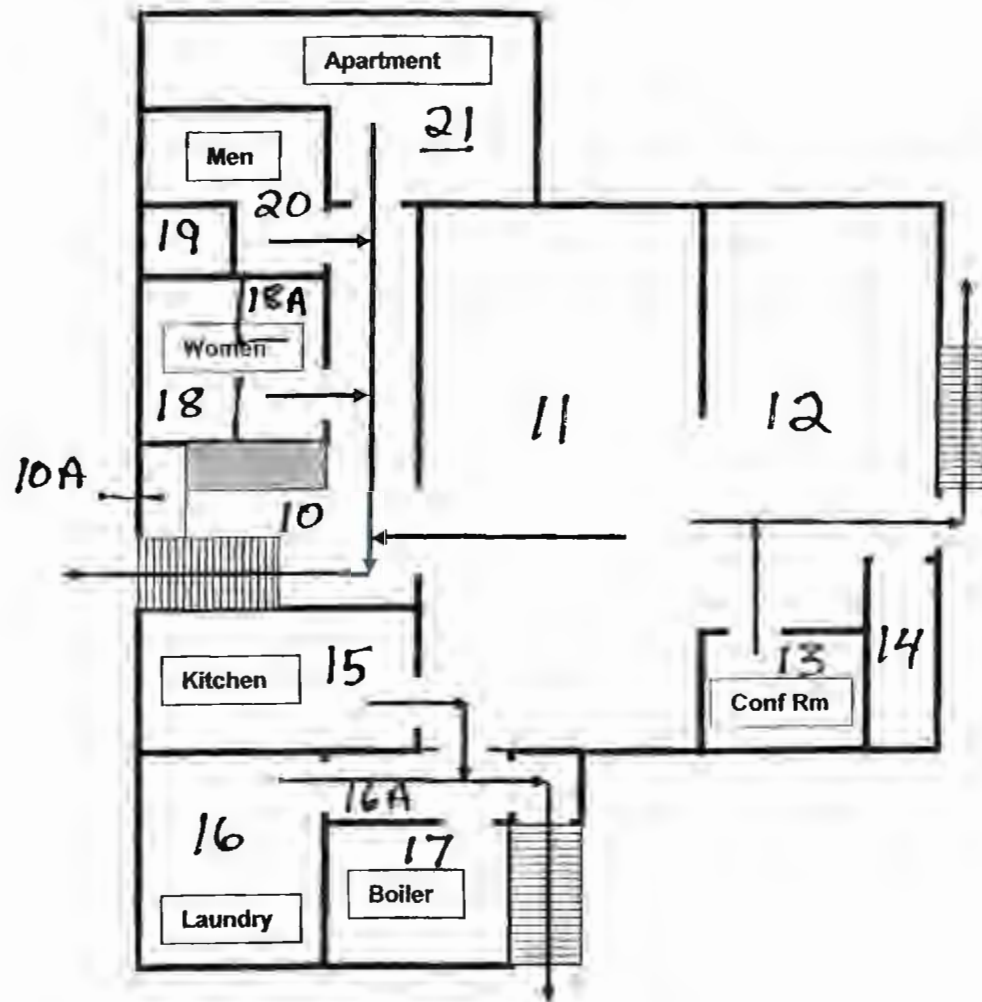 Apartment
21
Men
20
19
18A
Women
18
11
12
10A
10
15
Kitchen
13
14
Conf Rm
16A
16
17
Boiler
Laundry